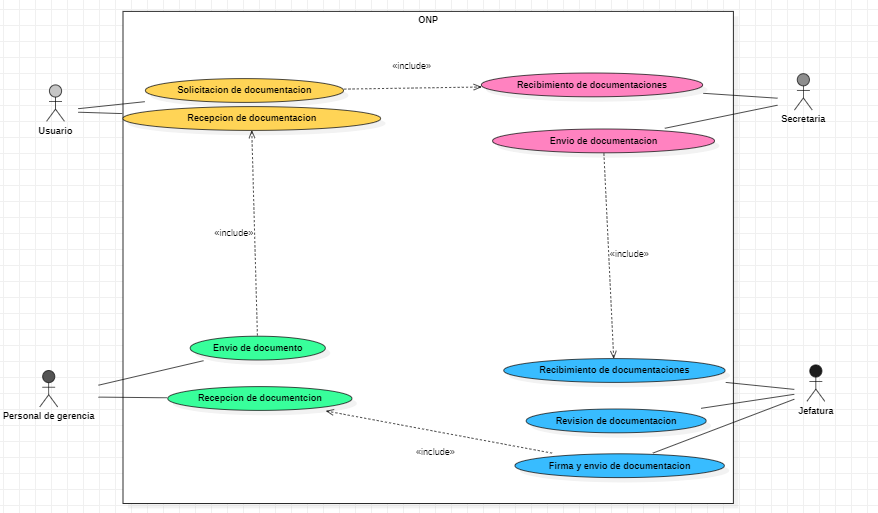 ONP
«include»
Solicitacion de documentacion
Recibimiento de documentaciones
Recepcion de documentacion
Usuario
Secretaria
Envio de documentacion
«include»
«include»
Envio de documento
Recibimiento de documentaciones
Recepcion de documentcion
Personal de gerencia
Jefatura
Revision de documentacion
«include»
Firma y envio de documentacion